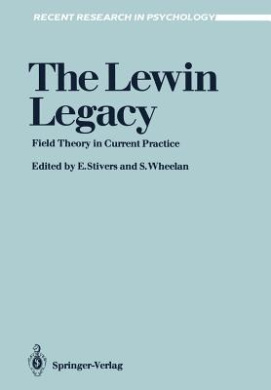 RECENT RESEARCH IN PSYCHOLOGY
The Lewin
Legacy
Field Theory in Current Practice
Edited by E. Stivers and S. Wheelan
Springer-Verlag